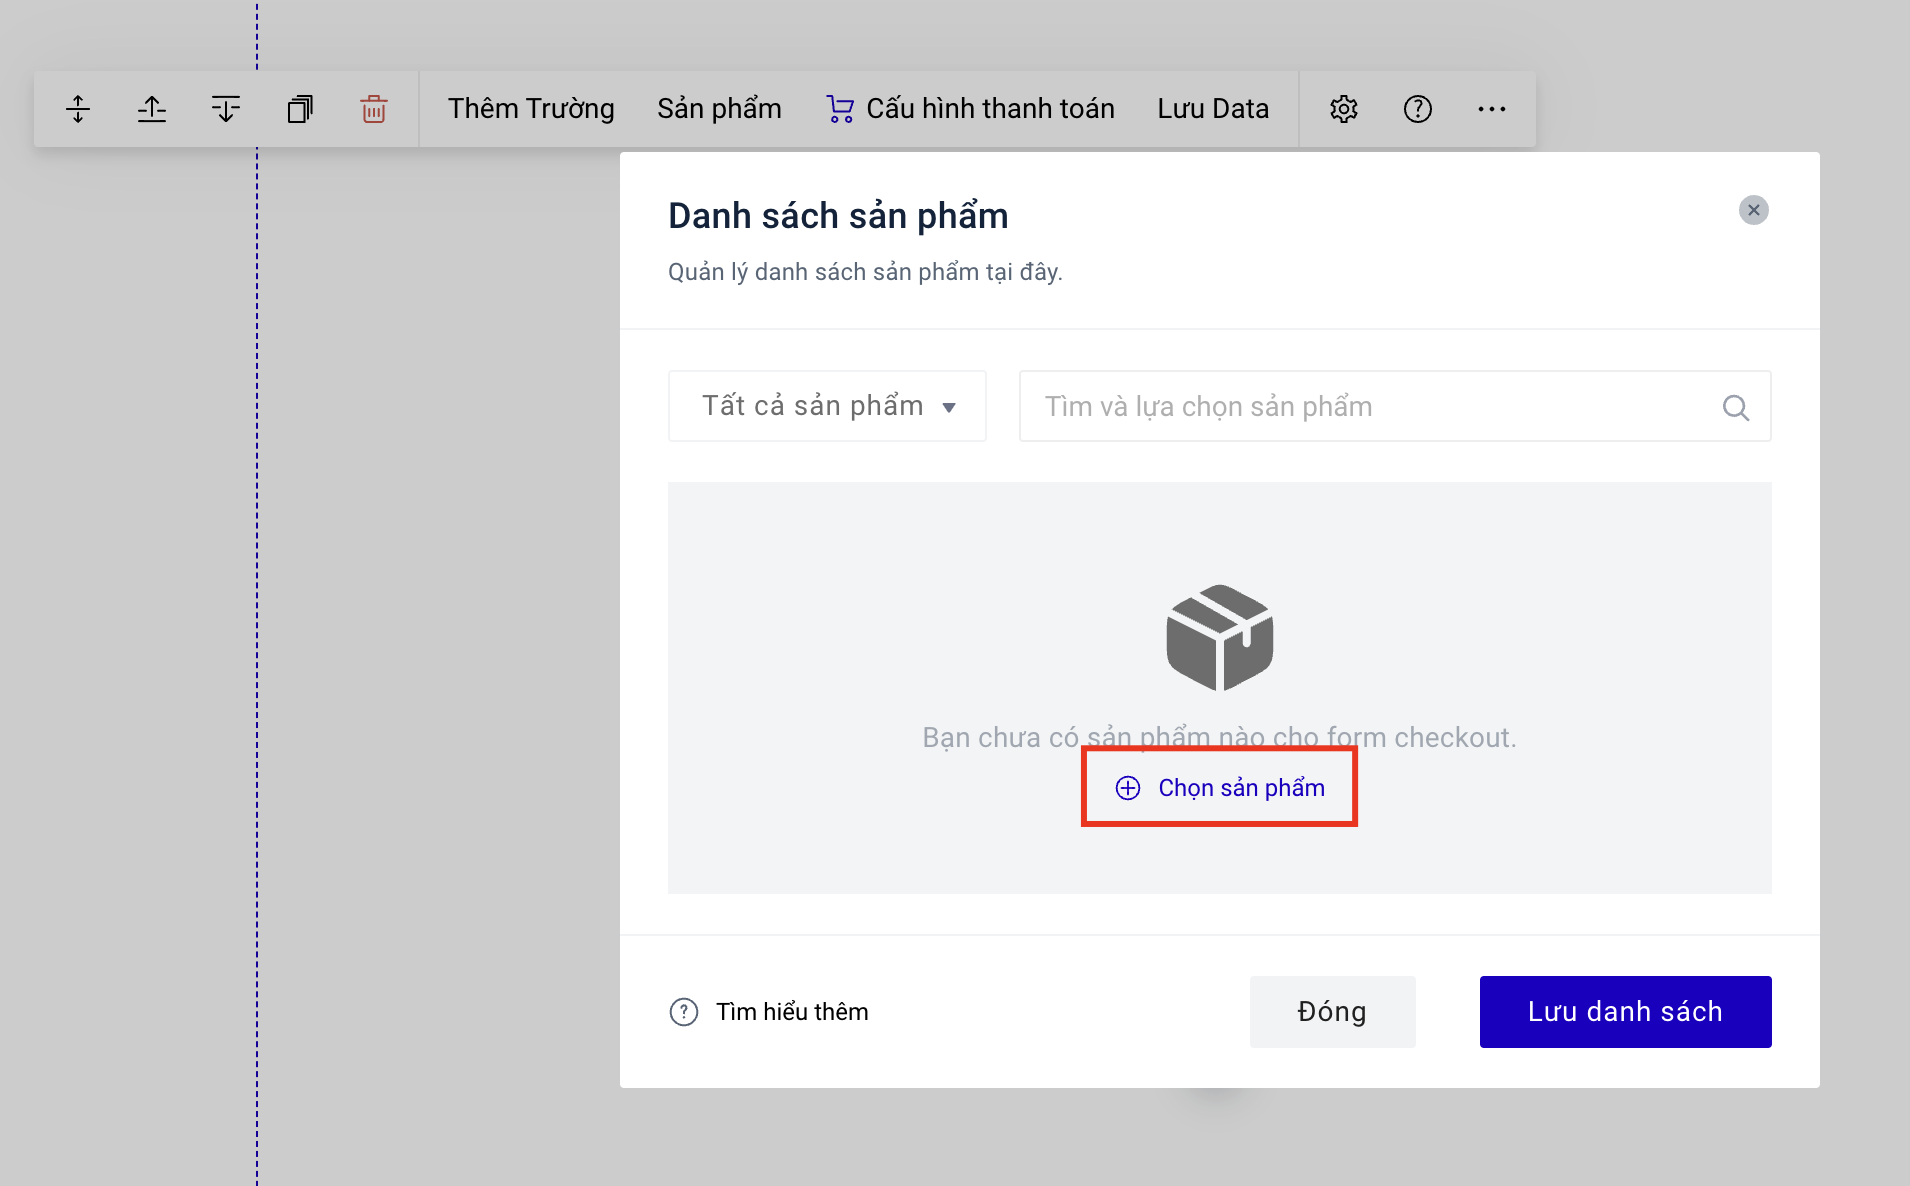 Thêm Trường Sản phẩm Cấu hình thanh toán Lưu Data
Danh sách sản phẩm
Quản lý danh sách sản phẩm tại đây.
Tất cả sản phẩm
Tìm và lựa chọn sản phẩm
Bạn chưa có sản phẩm nào cho form checkout.
Chọn sản phẩm
Tìm hiểu thêm
Đóng
Lưu danh sách